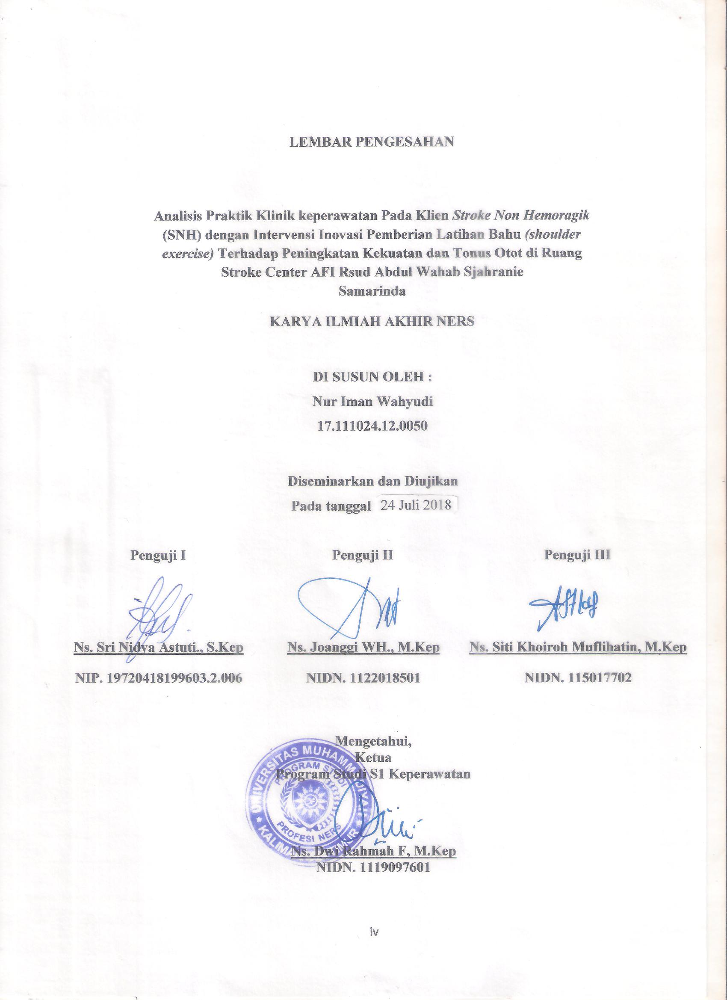 LEMBAR PENGESAHAN
Analisis Praktik Klinik keperawatan Pada Klien Stroke Non Hemoragik
(SNH) dengan Intervensi Inovasi Pemberian Latihan Bahu (shoulder
exercise) Terhadap Peningkatan Kekuatan dan Tonus Otot di Ruang
Stroke Center AFI Rsud Abdul Wahab Sjahranie
Samarinda
KARYA ILMIAH AKHIR NERS
DI SUSUN OLEH :
Nur Iman Wahyudi
17.111024.12.0050
Diseminarkan dan Diujikan
Pada tanggal 24 Juli 2018
Penguji I Penguji II Penguji III
Ns. Sri Nidya Astuti., S.Kep Ns. Joanggi WH., M.Kep Ns. Siti Khoiroh Muflihatin, M.Kep
NIP. 19720418199603.2.006 NIDN. 1122018501 NIDN. 115017702
Mengetahui,
Ketua
Program Studi S1 Keperawatan
UNIVERSITAS MUHAMMADIYAH
PROGRAM STUDI
PROFESI NERS
Ns. Dwi Rahmah F, M.Kep
NIDN. 1119097601
iv